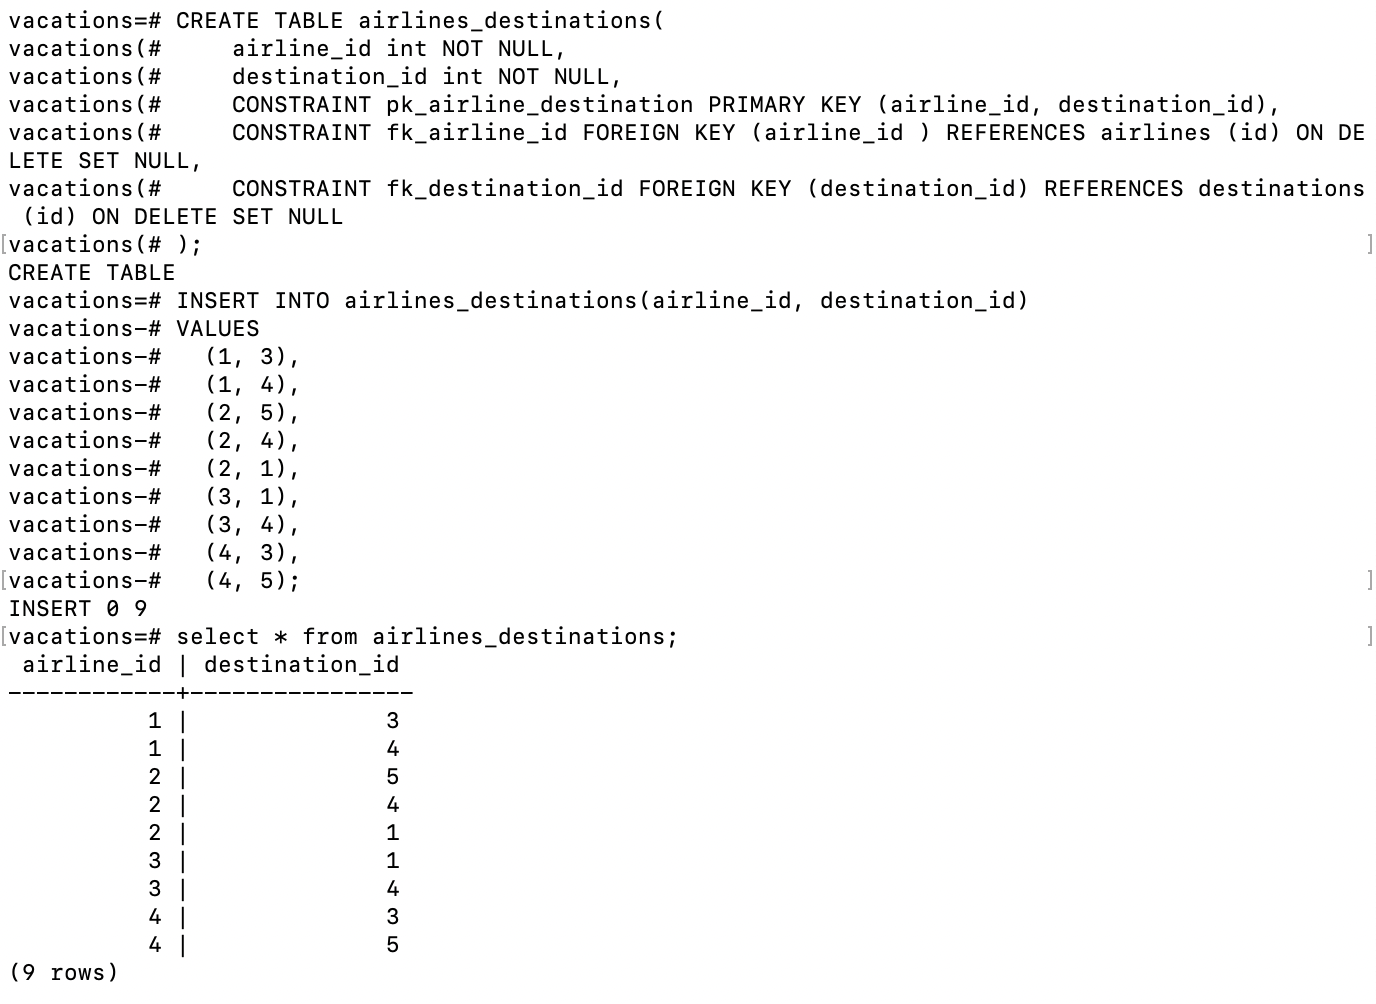 vacations=# CREATE TABLE airlines_destinations(
vacations(#     airline_id int NOT NULL,
vacations(#     destination_id int NOT NULL,
vacations(#     CONSTRAINT pk_airline_destination PRIMARY KEY (airline_id, destination_id),
vacations(#     CONSTRAINT fk_airline_id FOREIGN KEY (airline_id ) REFERENCES airlines (id) ON DE
LETE SET NULL,
vacations(#     CONSTRAINT fk_destination_id FOREIGN KEY (destination_id) REFERENCES destinations
 (id) ON DELETE SET NULL
[vacations(# ); ]
CREATE TABLE
vacations=# INSERT INTO airlines_destinations(airline_id, destination_id)
vacations-# VALUES
vacations-#   (1, 3),
vacations-#   (1, 4),
vacations-#   (2, 5),
vacations-#   (2, 4),
vacations-#   (2, 1),
vacations-#   (3, 1),
vacations-#   (3, 4),
vacations-#   (4, 3),
[vacations-#   (4, 5); ]
INSERT 0 9
[vacations=# select * from airlines_destinations; ]
 airline_id | destination_id
------------+----------------
          1 |              3
          1 |              4
          2 |              5
          2 |              4
          2 |              1
          3 |              1
          3 |              4
          4 |              3
          4 |              5
(9 rows)